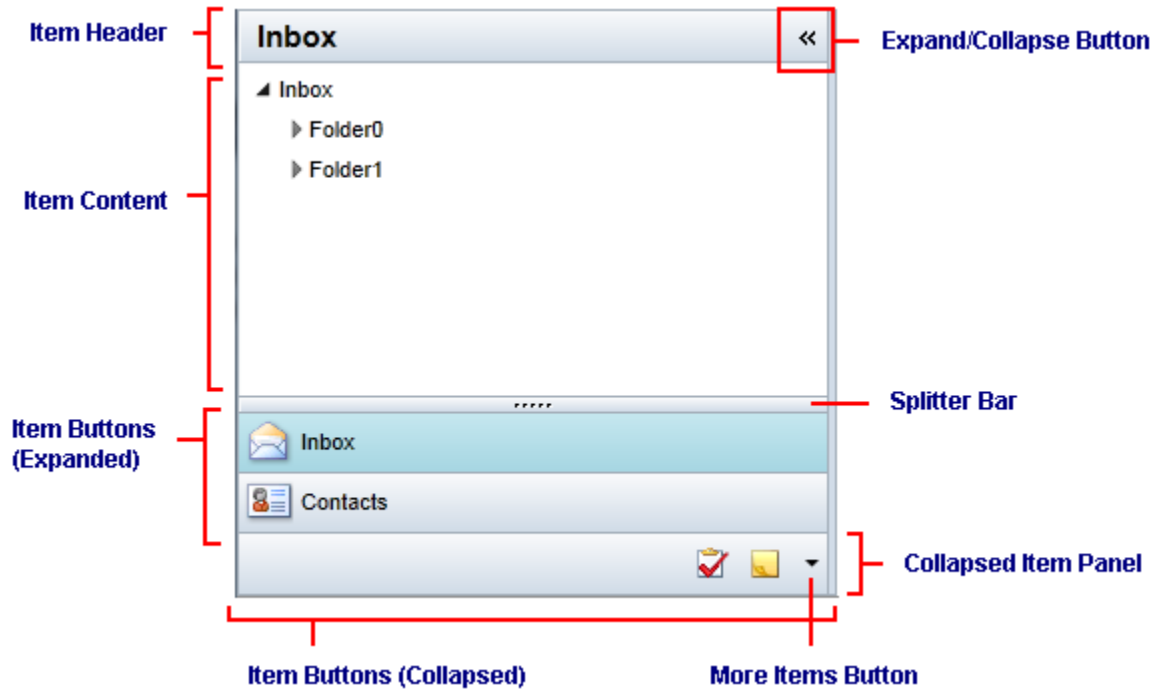 Item Header
Inbox
«
Expand/Collapse Button
Inbox
Folder0
Folder1
Item Content
Splitter Bar
Item Buttons
(Expanded)
Inbox
Contacts
Collapsed Item Panel
Item Buttons (Collapsed)
More Items Button